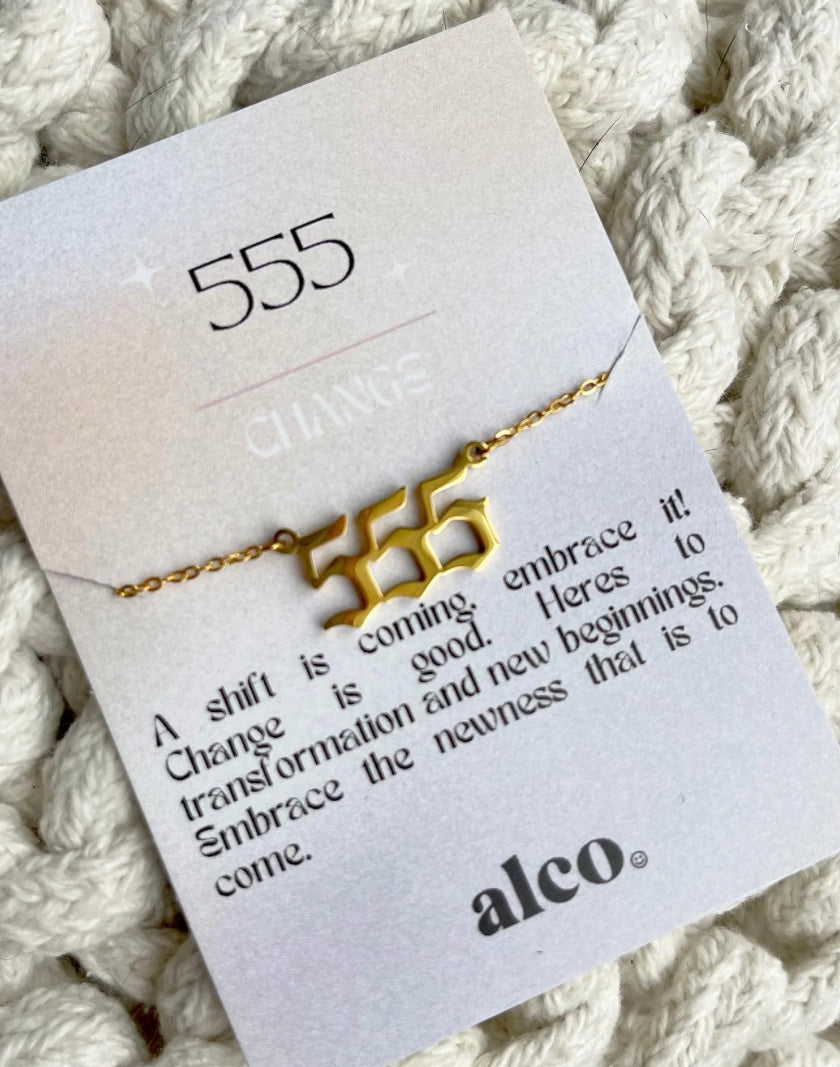 555
CHANGE
555
A shift is coming. embrace it!
Change is good. Heres to
transformation and new beginnings.
Embrace the newness that is to
come.
alco